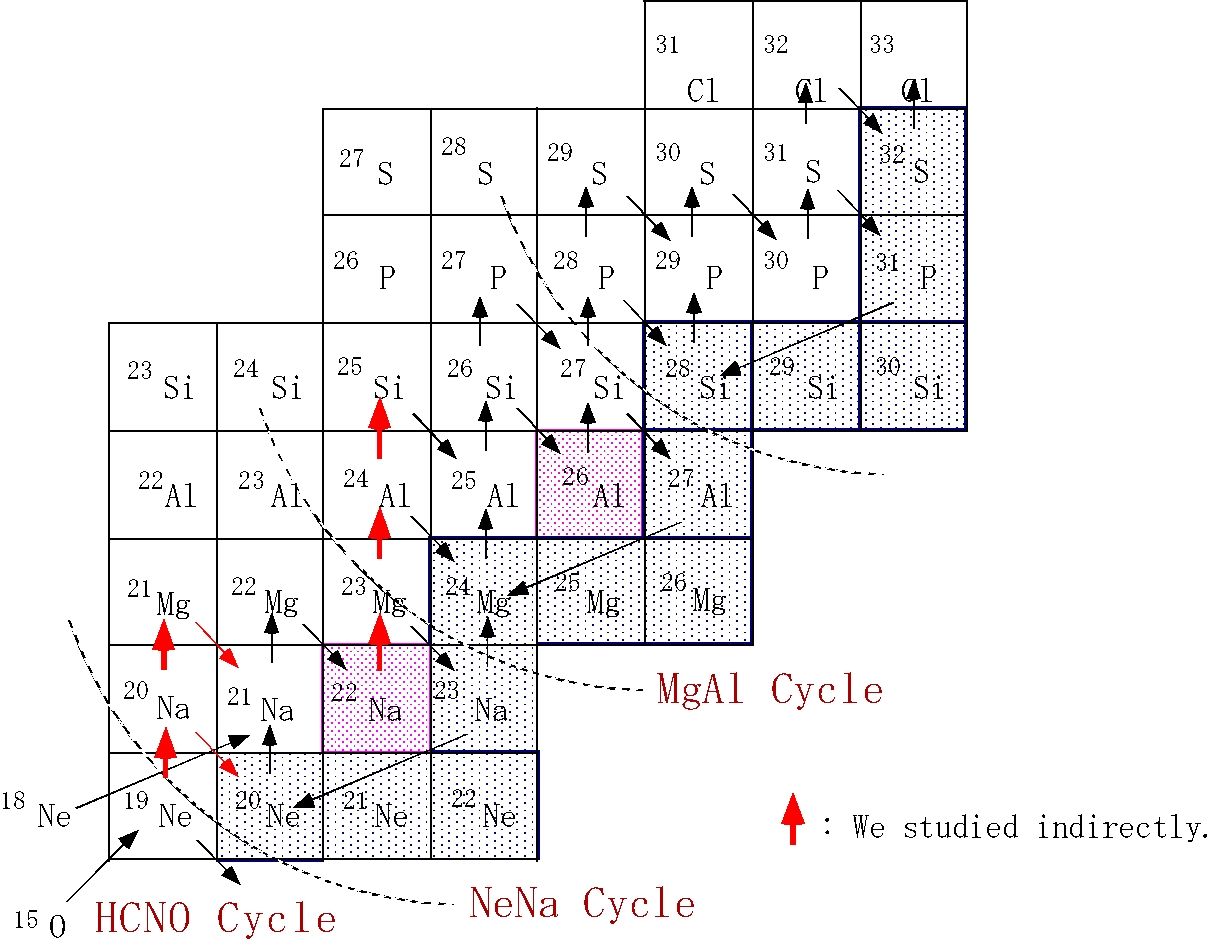 31 Cl 32 Cl 33 Cl
27 S 28 S 29 S 30 S 31 S 32 S
26 P 27 P 28 P 29 P 30 P 31 P
23 Si 24 Si 25 Si 26 Si 27 Si 28 Si 29 Si 30 Si
22 Al 23 Al 24 Al 25 Al 26 Al 27 Al
21 Mg 22 Mg 23 Mg 24 Mg 25 Mg 26 Mg
20 Na 21 Na 22 Na 23 Na
MgAl Cycle
18 Ne 19 Ne 20 Ne 21 Ne 22 Ne
: We studied indirectly.
15 O
HCNO Cycle
NeNa Cycle